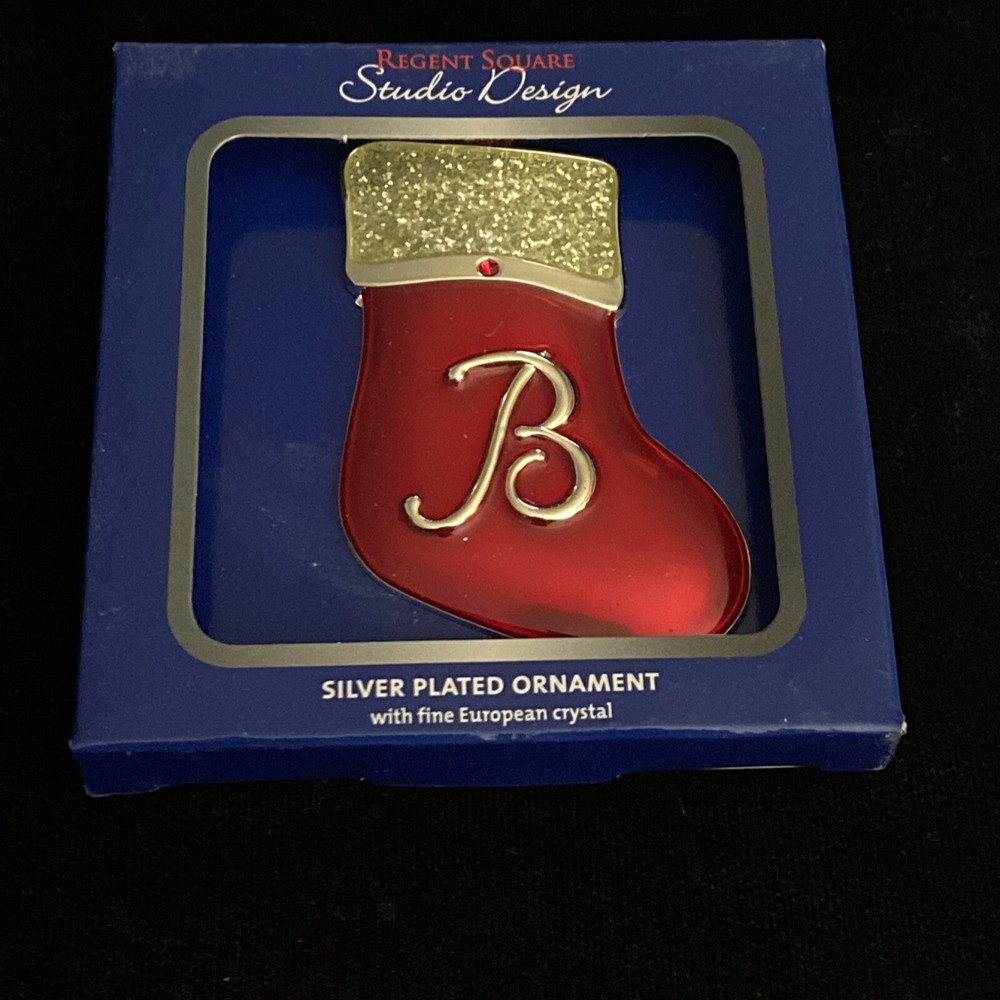 REGENT SQUARE
Studio Design
B
SILVER PLATED ORNAMENT
with fine European crystal